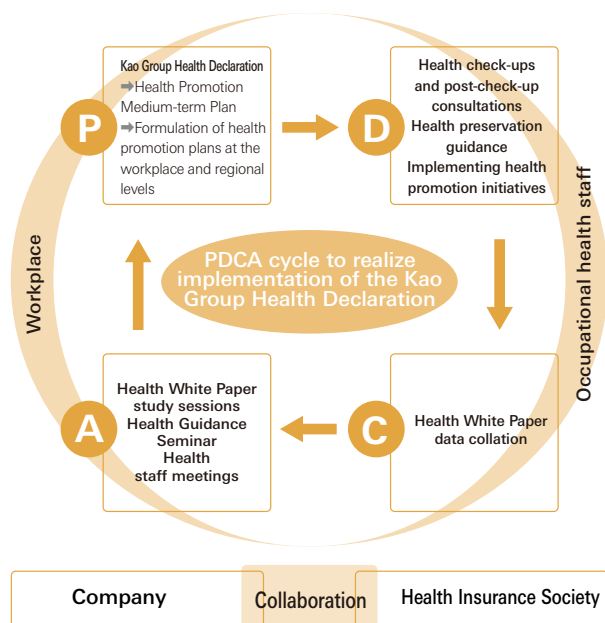 Kao Group Health Declaration
➡Health Promotion
Medium-term Plan
➡Formulation of health
promotion plans at the
workplace and regional
levels
P
D
Health check-ups
and post-check-up
consultations
Health preservation
guidance
Implementing health
promotion initiatives
Workplace
PDCA cycle to realize
implementation of the Kao
Group Health Declaration
Occupational health staff
A
Health White Paper
study sessions
Health Guidance
Seminar
Health
staff meetings
C
Health White Paper
data collation
Company
Collaboration
Health Insurance Society